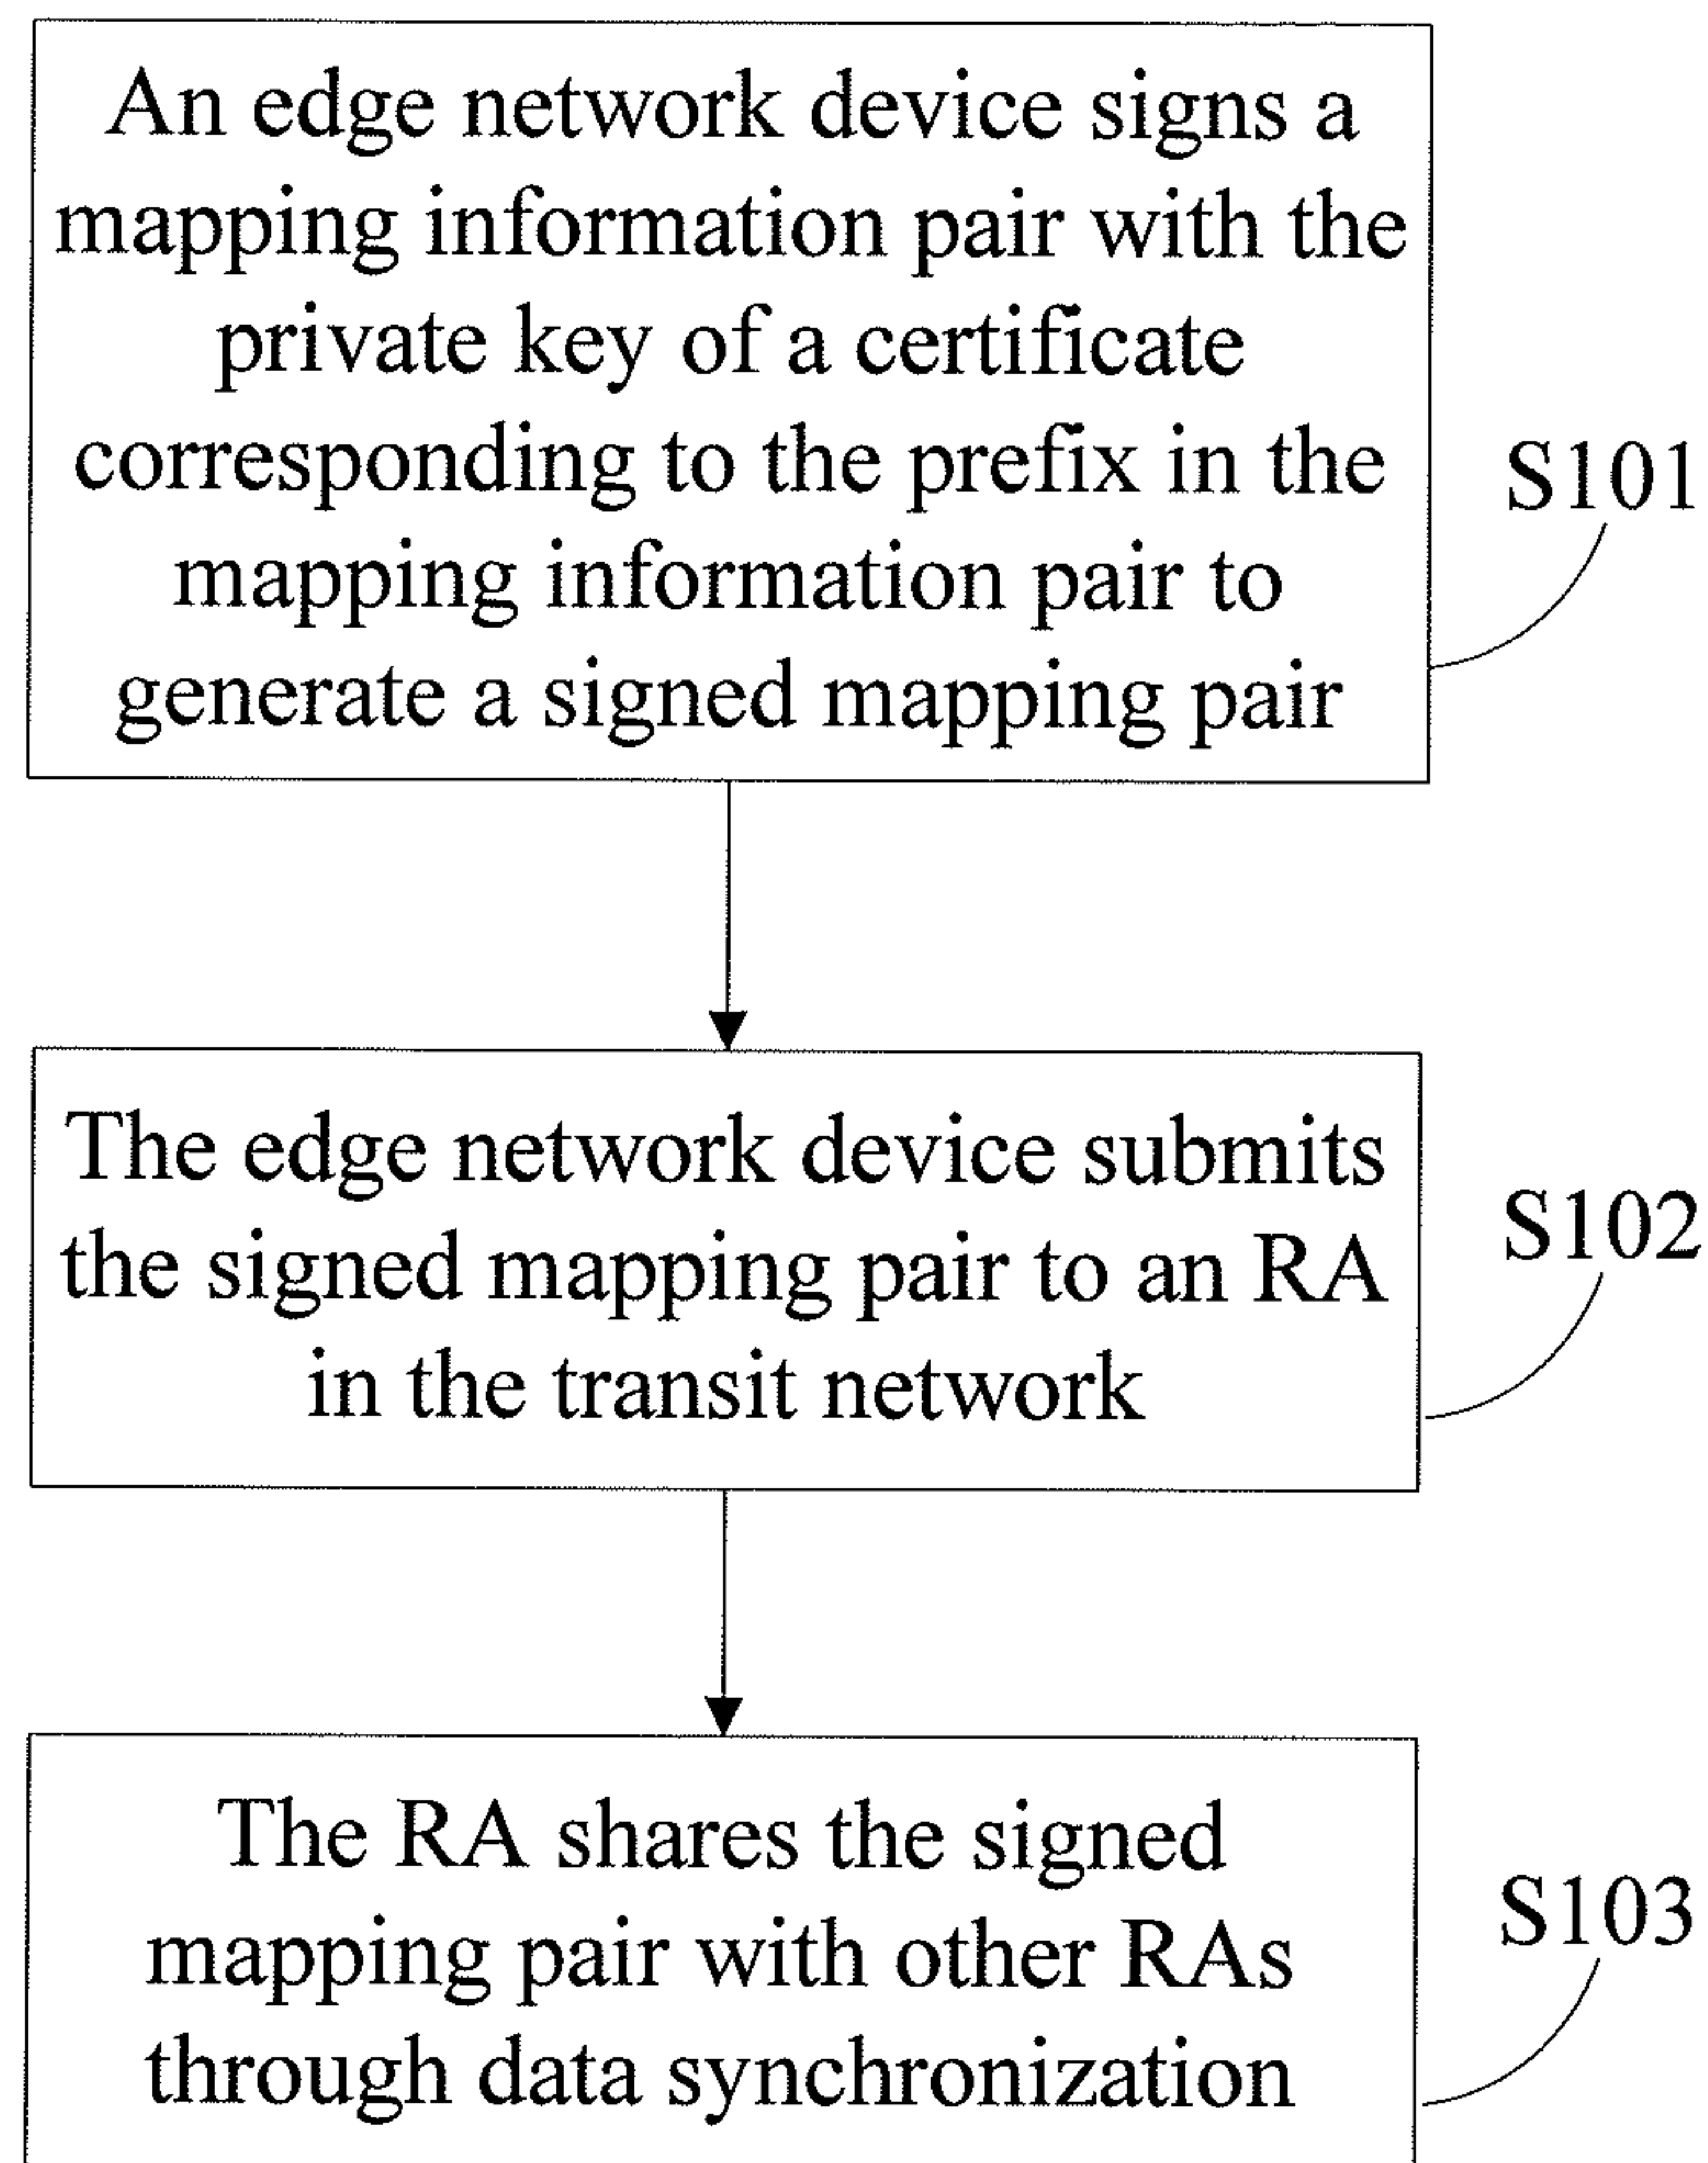 An edge network device signs a
mapping information pair with the
private key of a certificate
corresponding to the prefix in the
mapping information pair to
generate a signed mapping pair
S101
The edge network device submits
the signed mapping pair to an RA
in the transit network
S102
The RA shares the signed
mapping pair with other RAs
through data synchronization
S103